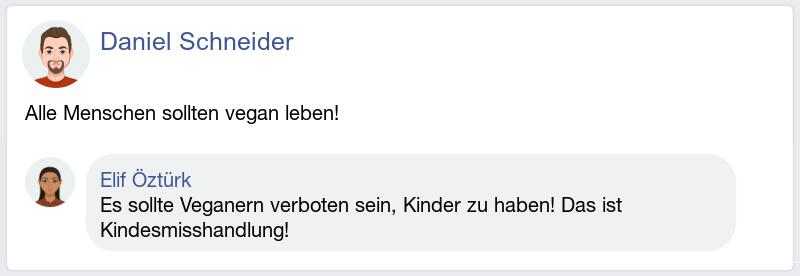 Daniel Schneider
Alle Menschen sollten vegan leben!
Elif Öztürk
Es sollte Veganern verboten sein, Kinder zu haben! Das ist
Kindesmisshandlung!